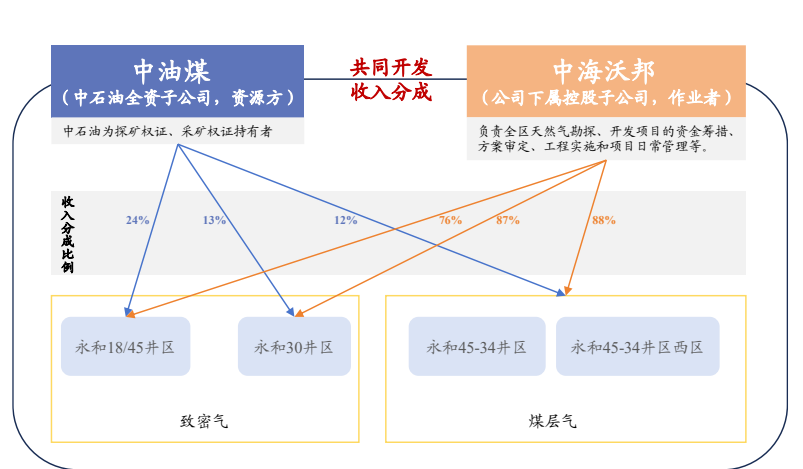 中油煤
（中石油全资子公司，资源方）
中石油为探矿权证、采矿权证持有者
共同开发
收入分成
中海沃邦
（公司下属控股子公司，作业者）
负责全区天然气勘探、开发项目的资金筹措、
方案审定、工程实施和项目日常管理等。
收入分成比例
24%
13%
12%
76%
87%
88%
永和18/45井区
永和30井区
永和45-34井区
永和45-34井区西区
致密气
煤层气